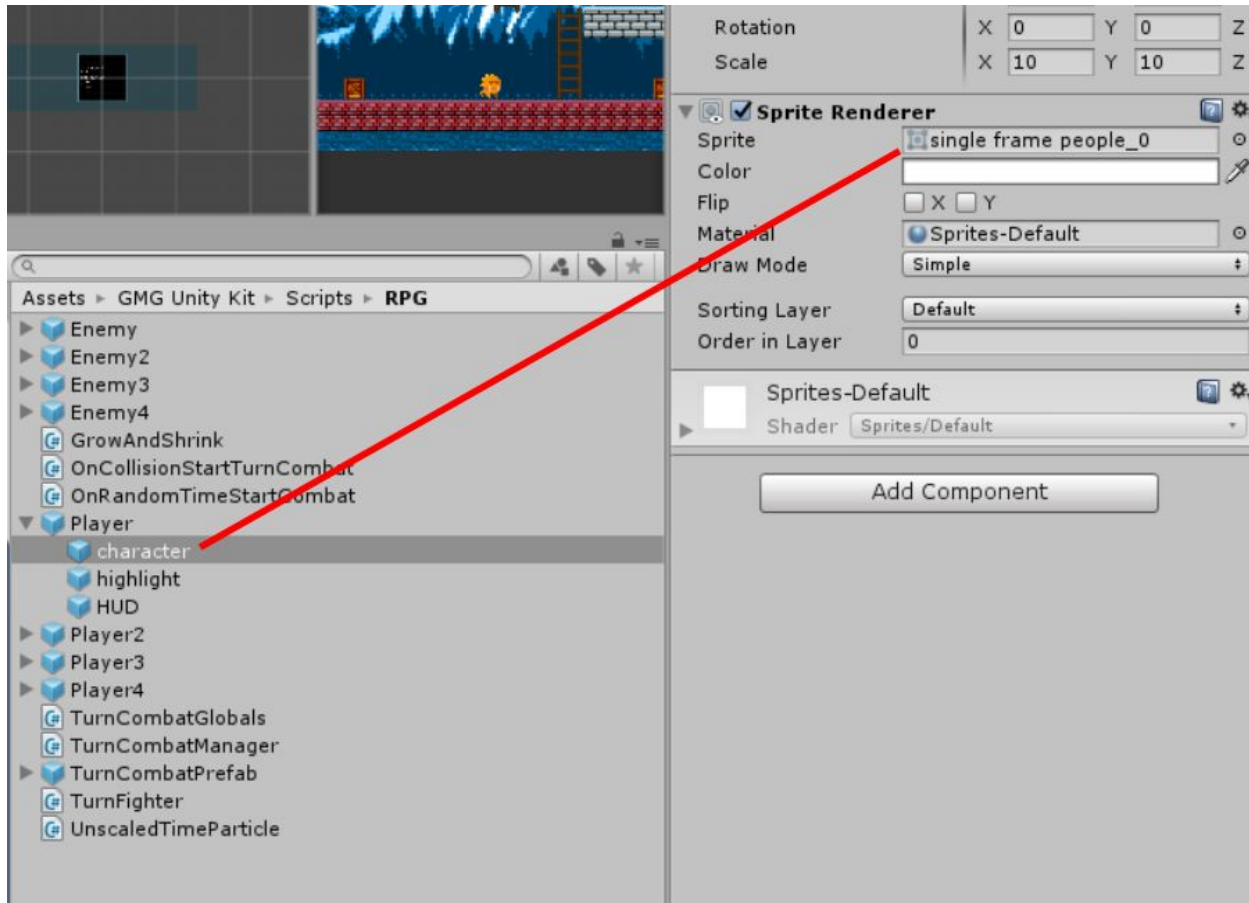 Assets ▸ GMG Unity Kit ▸ Scripts ▸ RPG
Enemy
Enemy2
Enemy3
Enemy4
GrowAndShrink
OnCollisionStartTurnCombat
OnRandomTimeStartCombat
Player
character
highlight
HUD
Player2
Player3
Player4
TurnCombatGlobals
TurnCombatManager
TurnCombatPrefab
TurnFighter
UnscaledTimeParticle
Rotation X 0 Y 0 Z
Scale X 10 Y 10 Z
Sprite Renderer
Sprite single frame people_0
Color
Flip X Y
Material Sprites-Default
Draw Mode Simple
Sorting Layer Default
Order in Layer 0
Sprites-Default
Shader Sprites/Default
Add Component